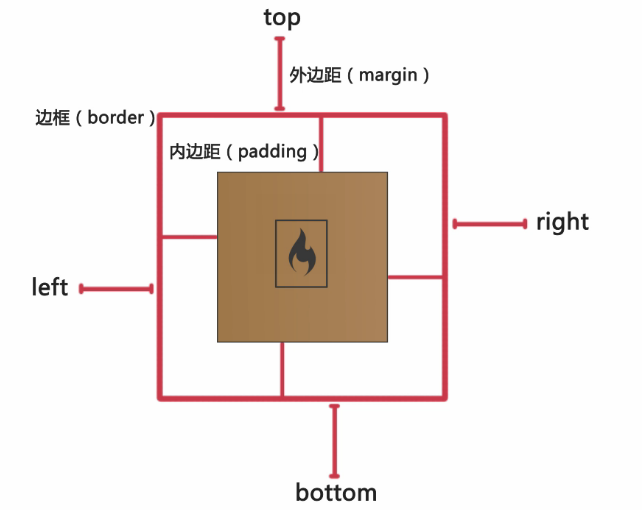 top
外边距（margin）
边框（border）
内边距（padding）
right
left
bottom